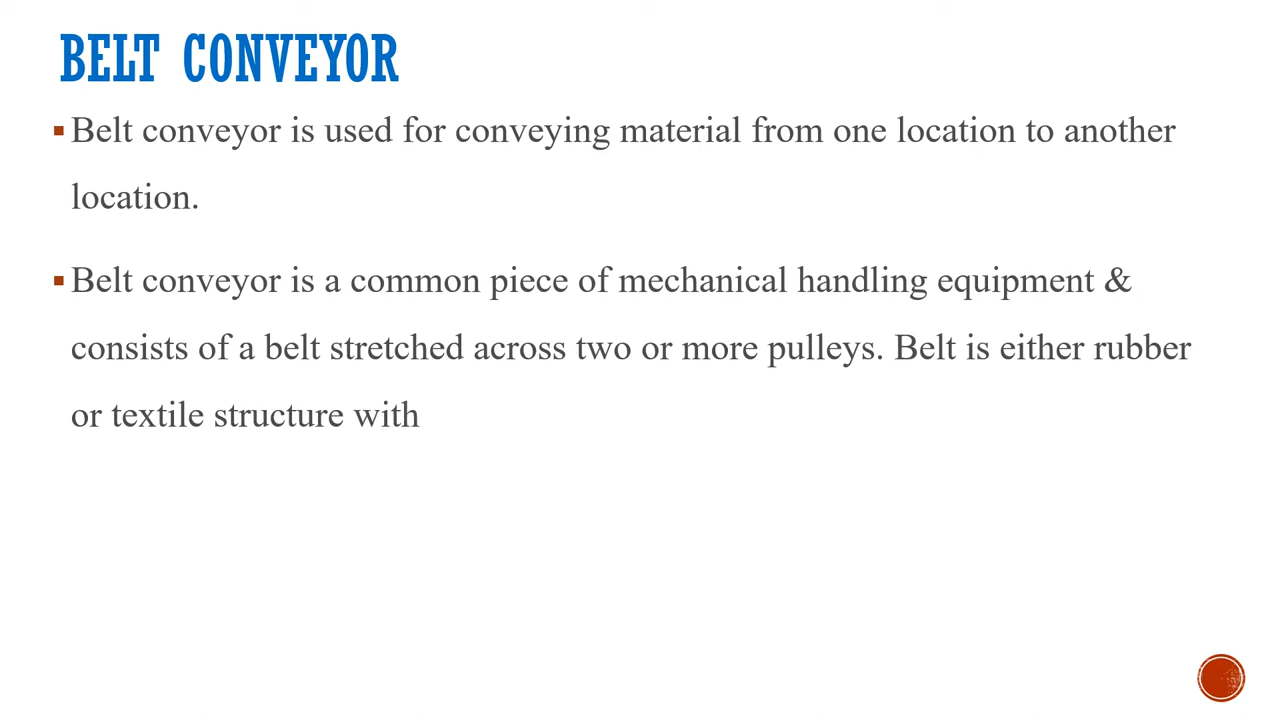 BELT CONVEYOR
▪Belt conveyor is used for conveying material from one location to another
location.
▪Belt conveyor is a common piece of mechanical handling equipment &
consists of a belt stretched across two or more pulleys. Belt is either rubber
or textile structure with